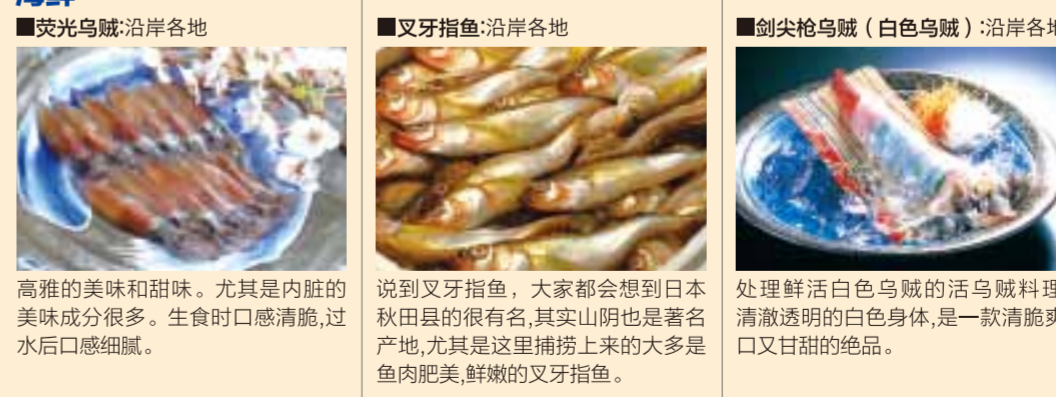 海鲜
■荧光乌贼:沿岸各地
高雅的美味和甜味。尤其是内脏的
美味成分很多。生食时口感清脆,过
水后口感细腻。
■叉牙指鱼:沿岸各地
说到叉牙指鱼，大家都会想到日本
秋田县的很有名,其实山阴也是著名
产地,尤其是这里捕捞上来的大多是
鱼肉肥美,鲜嫩的叉牙指鱼。
■剑尖枪乌贼（白色乌贼）:沿岸各地
处理鲜活白色乌贼的活乌贼料理
清澈透明的白色身体,是一款清脆爽
口又甘甜的绝品。